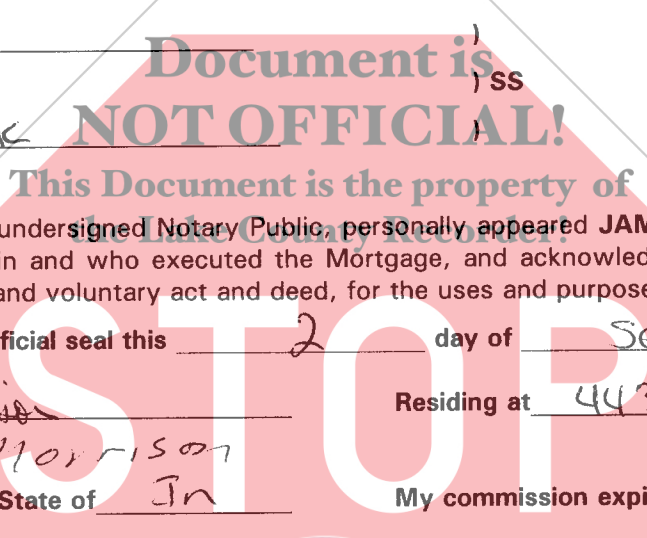 )
Document is
) SS
NOT OFFICIAL!
)
This Document is the property of
undersigned Notary Public, personally appeared JAM
the Lake County Recorder!
in and who executed the Mortgage, and acknowled
and voluntary act and deed, for the uses and purpose
ficial seal this 2 day of Se
Residing at 443
Morrison
State of In My commission expi
STOP